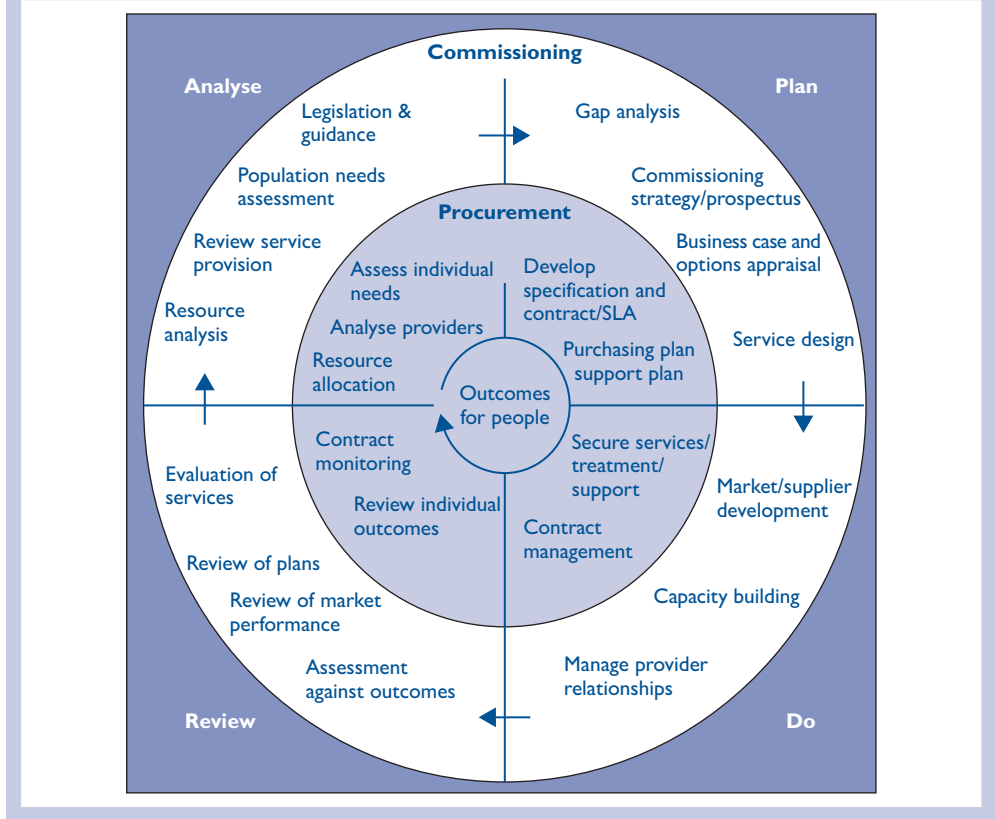 Commissioning
Analyse
Plan
Legislation &
guidance
Gap analysis
Population needs
assessment
Commissioning
strategy/prospectus
Review service
provision
Business case and
options appraisal
Resource
analysis
Service design
Procurement
Assess individual
needs
Develop
specification and
contract/SLA
Analyse providers
Purchasing plan
support plan
Resource
allocation
Outcomes
for people
Contract
monitoring
Secure services/
treatment/
support
Review individual
outcomes
Contract
management
Evaluation of
services
Market/supplier
development
Review of plans
Capacity building
Review of market
performance
Assessment
against outcomes
Manage provider
relationships
Review
Do